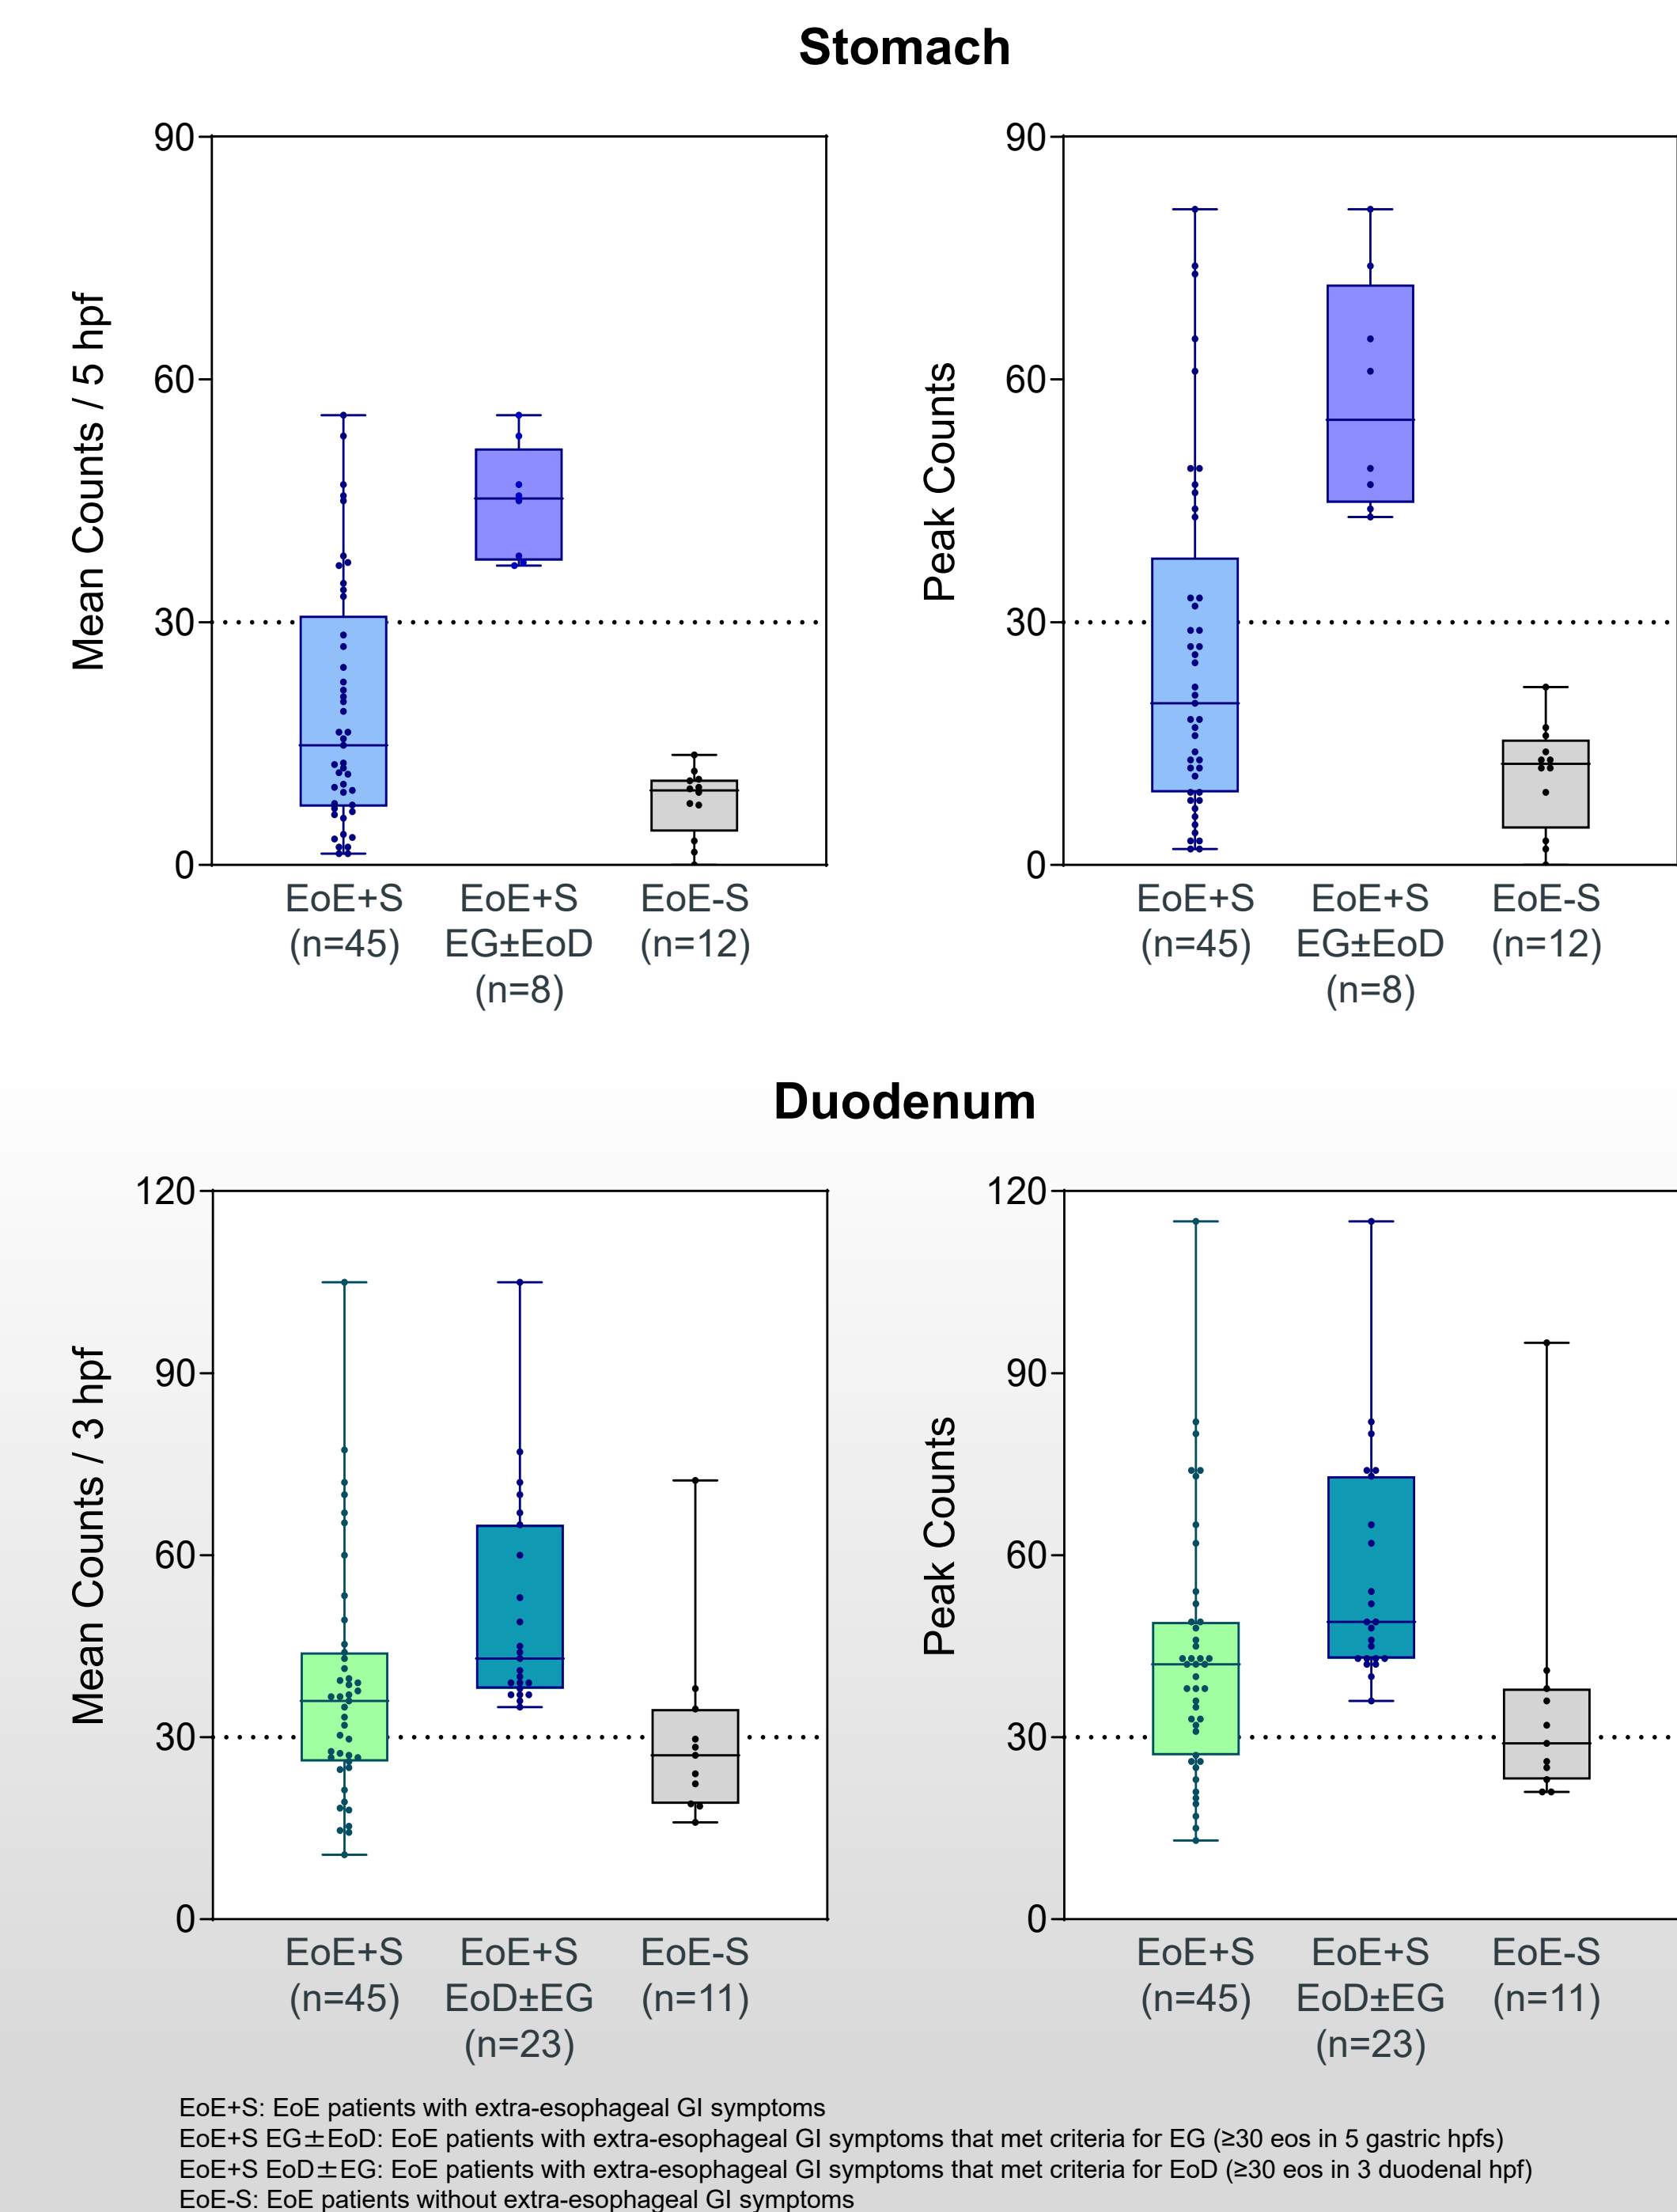 Stomach
Mean Counts / 5 hpf
90
60
30
0
EoE+S
(n=45)
EoE+S
EG±EoD
(n=8)
EoE-S
(n=12)
Peak Counts
90
60
30
0
EoE+S
(n=45)
EoE+S
EG±EoD
(n=8)
EoE-S
(n=12)
Duodenum
Mean Counts / 3 hpf
120
90
60
30
0
EoE+S
(n=45)
EoE+S
EoD±EG
(n=23)
EoE-S
(n=11)
Peak Counts
120
90
60
30
0
EoE+S
(n=45)
EoE+S
EoD±EG
(n=23)
EoE-S
(n=11)
EoE+S: EoE patients with extra-esophageal GI symptoms
EoE+S EG±EoD: EoE patients with extra-esophageal GI symptoms that met criteria for EG (≥30 eos in 5 gastric hpfs)
EoE+S EoD±EG: EoE patients with extra-esophageal GI symptoms that met criteria for EoD (≥30 eos in 3 duodenal hpf)
EoE-S: EoE patients without extra-esophageal GI symptoms